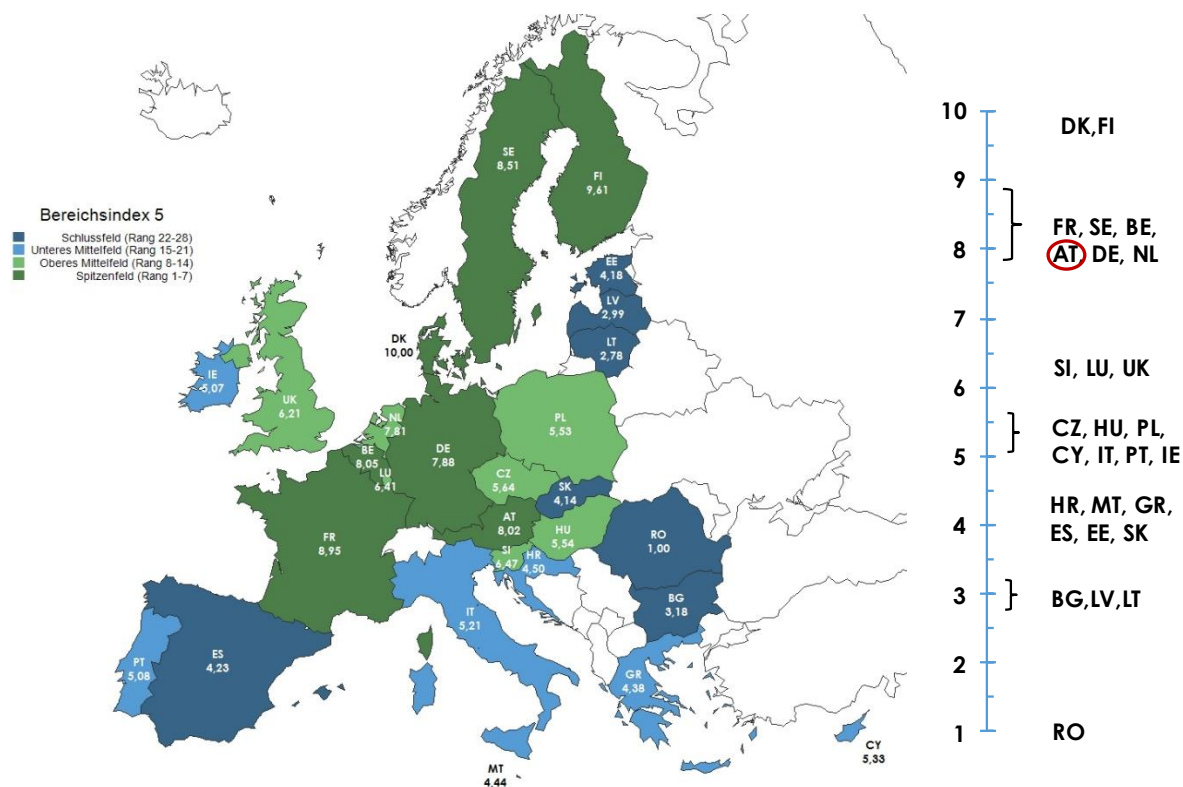 Bereichsindex 5
Schlussfeld (Rang 22-28)
Unteres Mittelfeld (Rang 15-21)
Oberes Mittelfeld (Rang 8-14)
Spitzenfeld (Rang 1-7)
SE
8,51
FI
9,61
EE
4,18
LV
2,99
LT
2,78
DK
10,00
IE
5,07
UK
6,21
NL
7,81
BE
8,05
LU
6,41
DE
7,88
PL
5,53
CZ
5,64
SK
4,14
AT
8,02
HU
5,54
FR
8,95
SI
6,47
HR
4,50
RO
1,00
BG
3,18
IT
5,21
ES
4,23
PT
5,08
GR
4,38
MT
4,44
CY
5,33
10
9
8
7
6
5
4
3
2
1
DK,FI
FR, SE, BE,
AT, DE, NL
SI, LU, UK
CZ, HU, PL,
CY, IT, PT, IE
HR, MT, GR,
ES, EE, SK
BG,LV,LT
RO